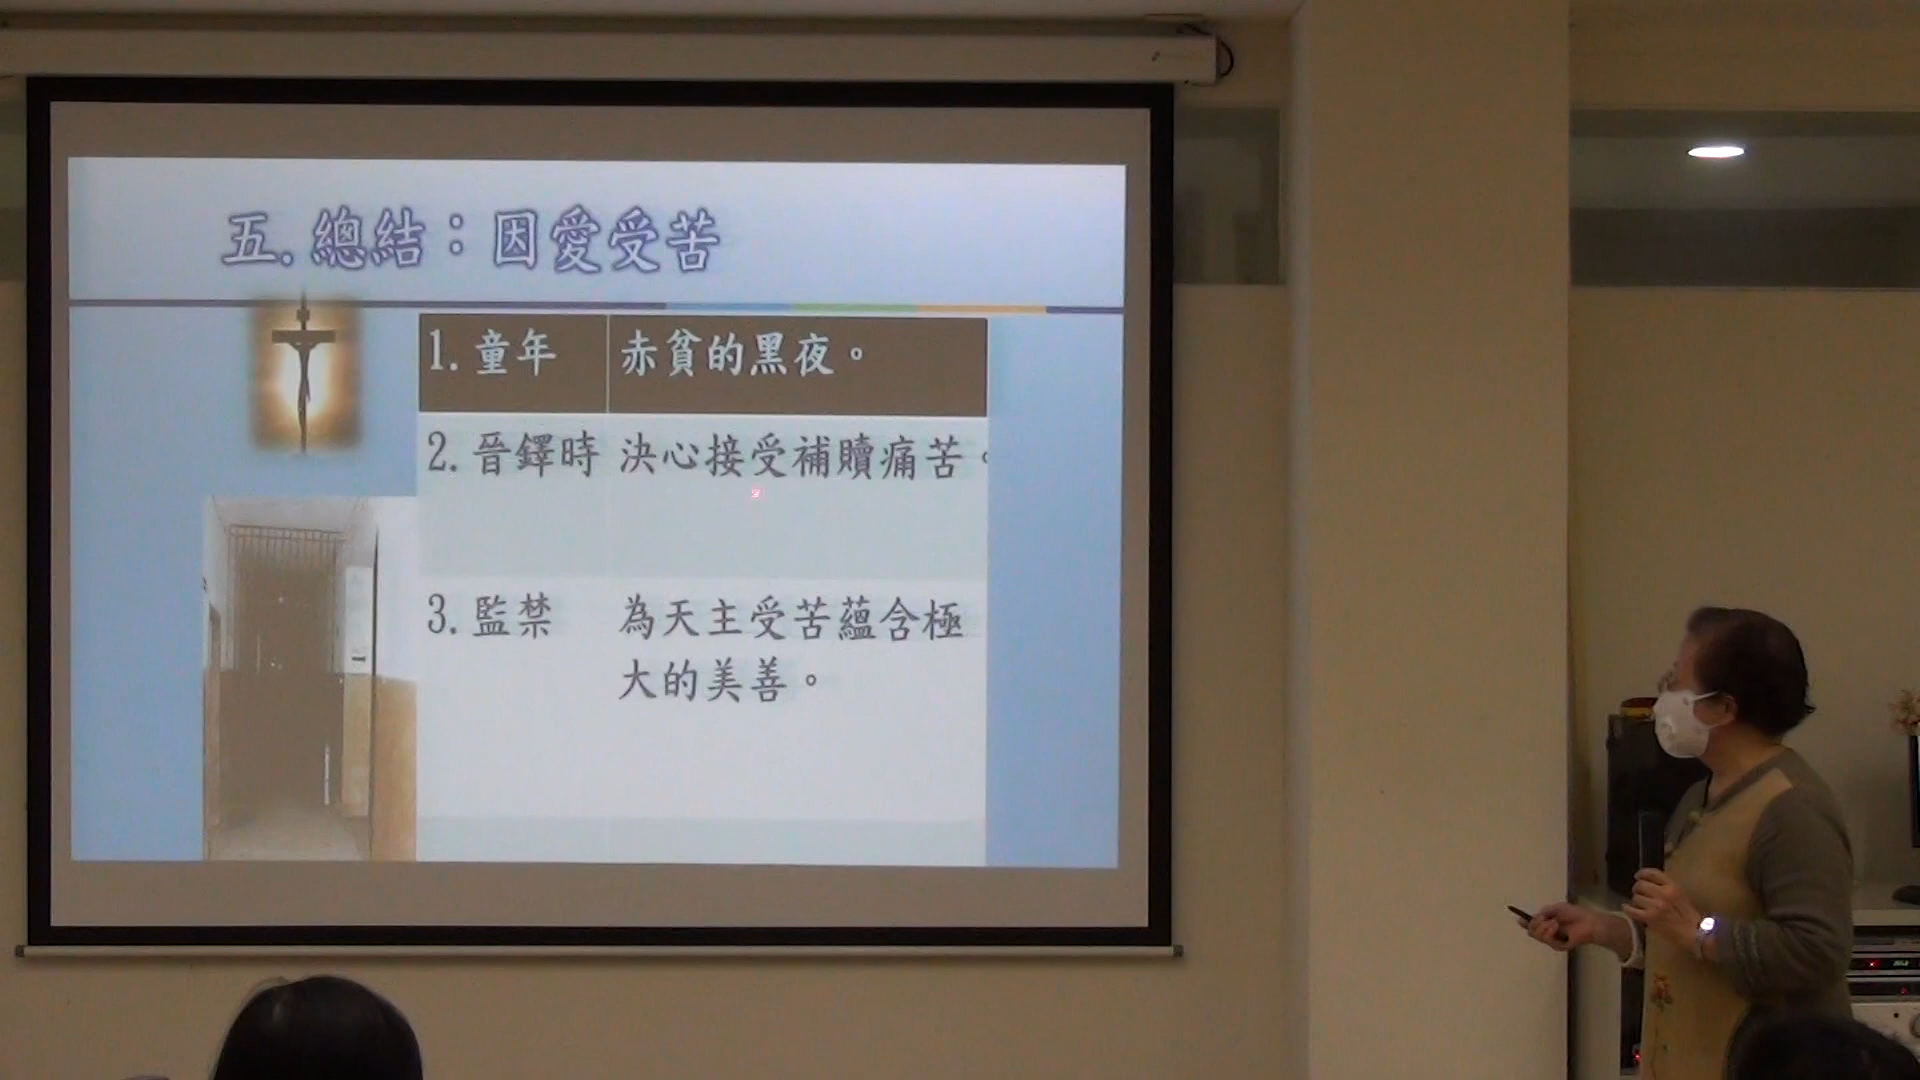 五.總結：因愛受苦
1.童年 赤貧的黑夜。
2.晉鐸時 決心接受補贖痛苦。
3.監禁 為天主受苦蘊含極
大的美善。